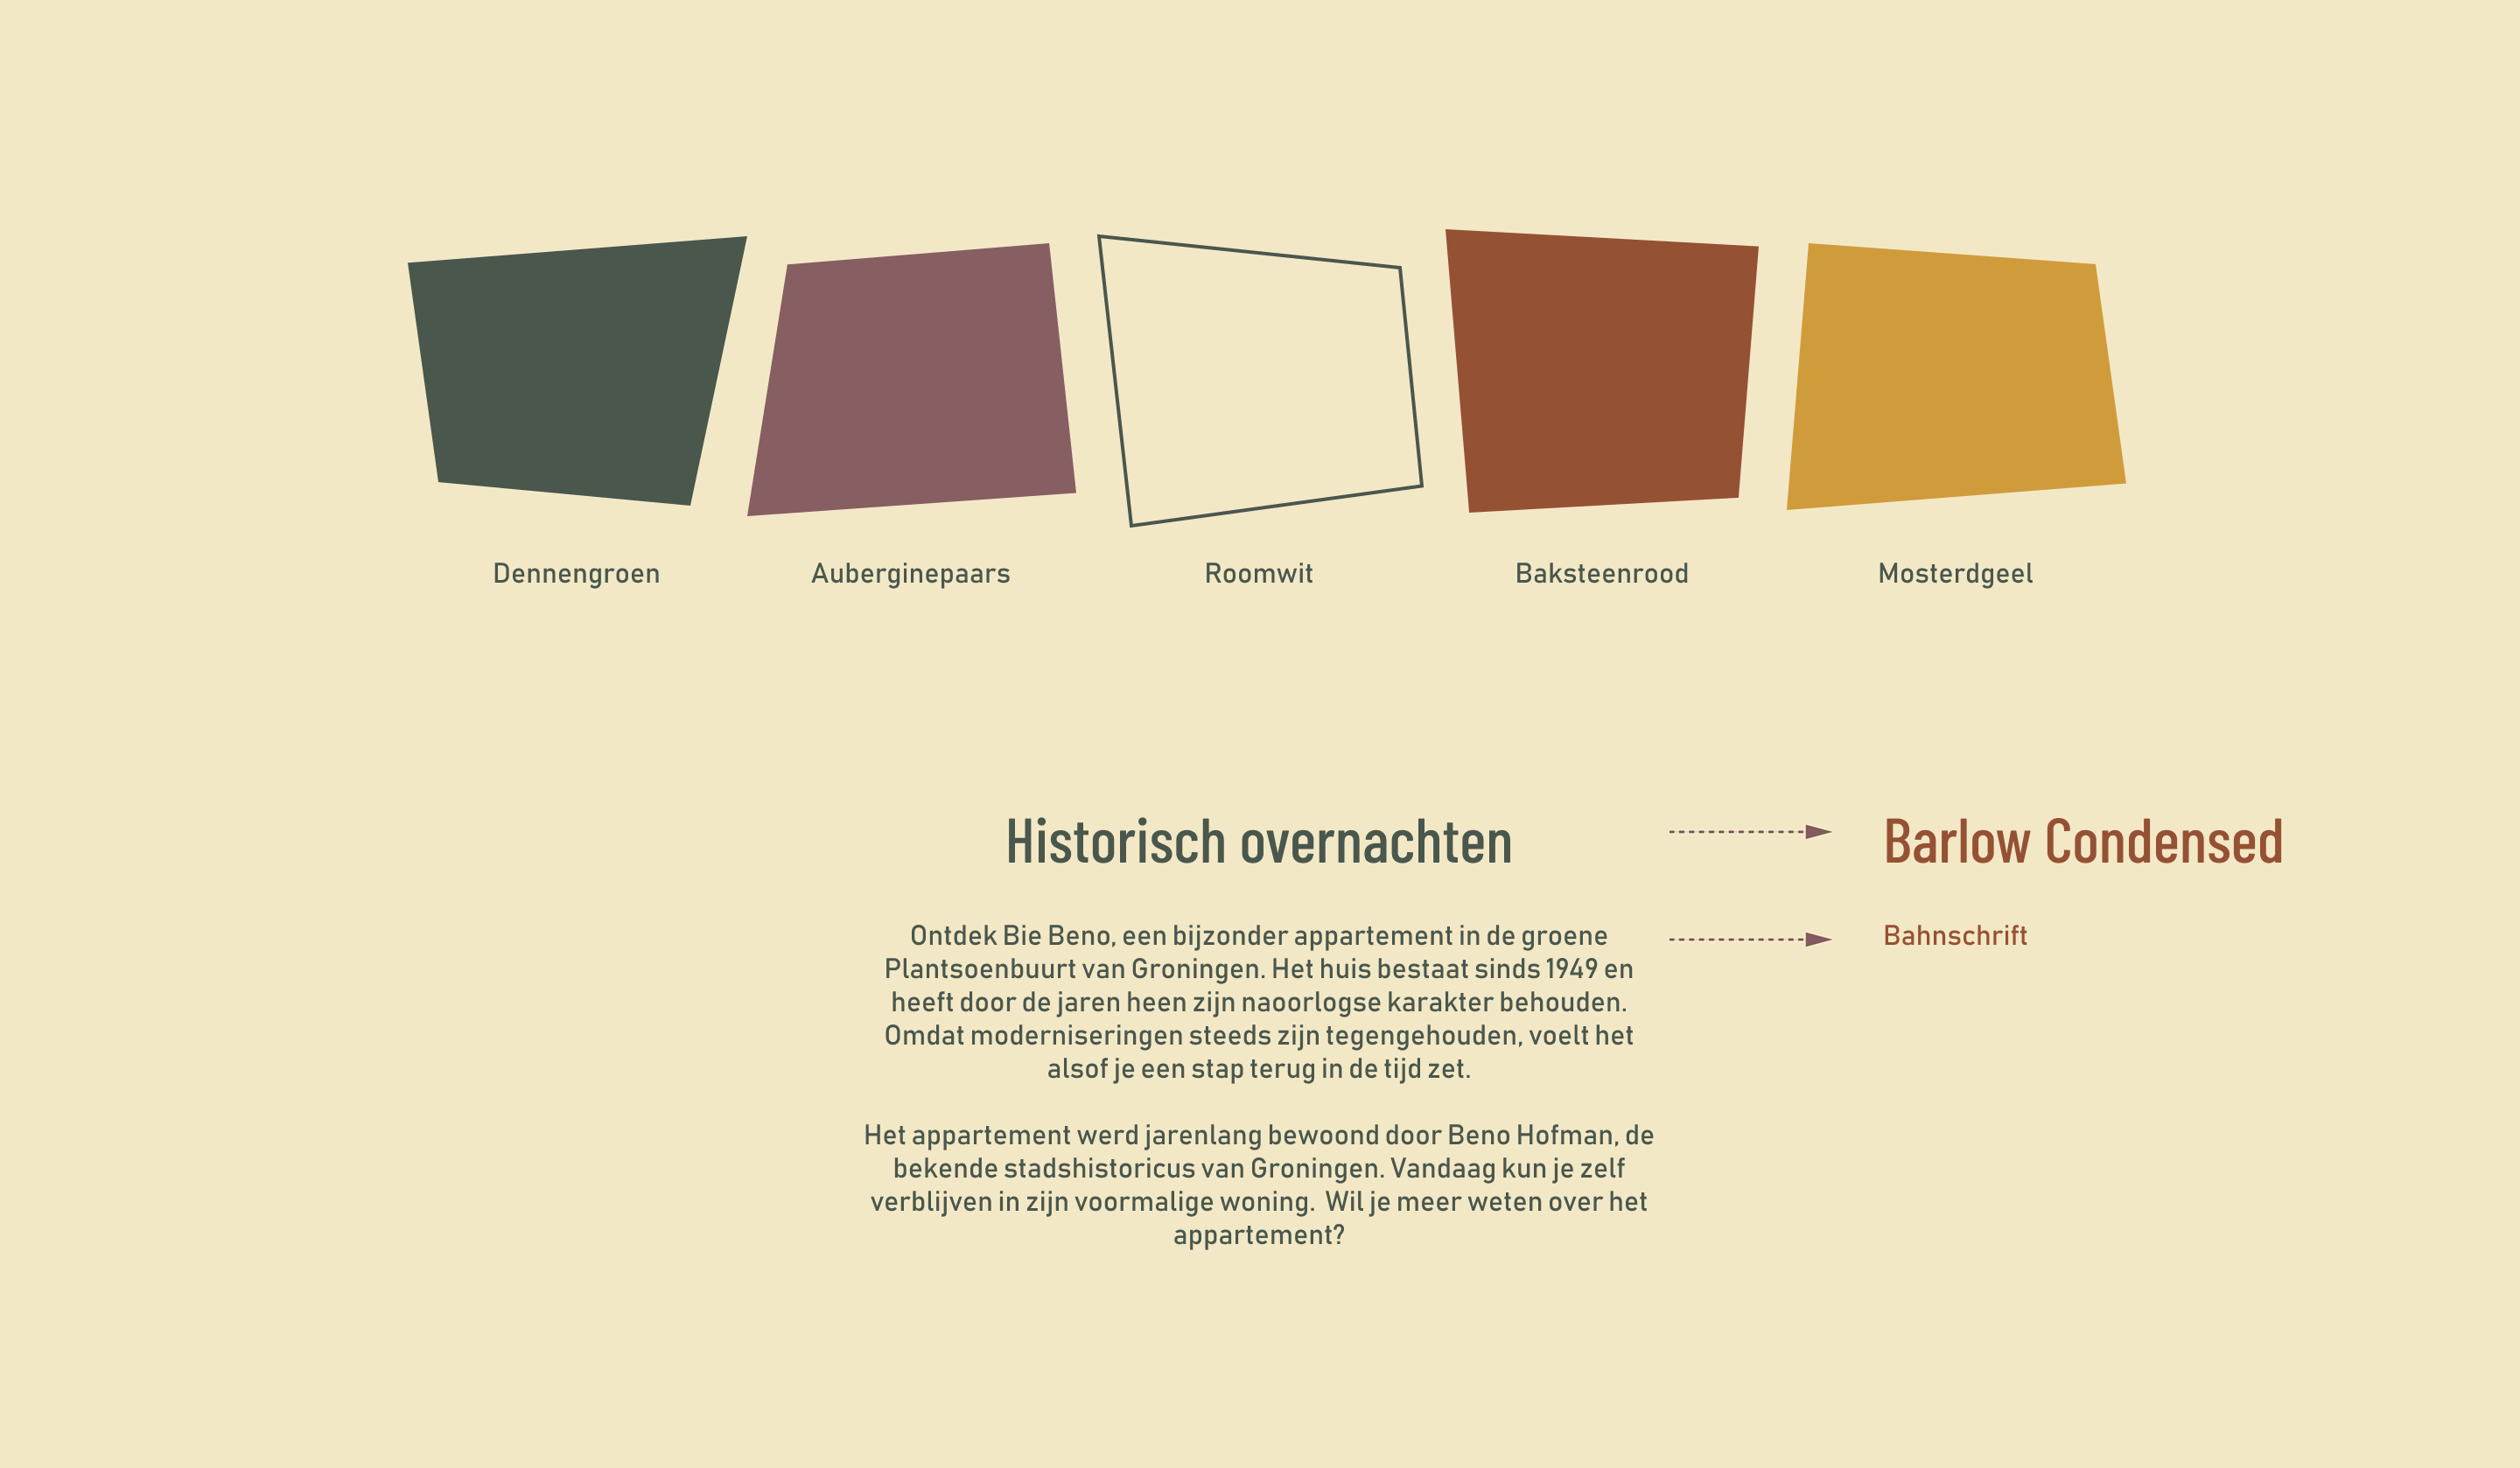 Dennengroen
Auberginepaars
Roomwit
Baksteenrood
Mosterdgeel
Historisch overnachten
Barlow Condensed
Ontdek Bie Beno, een bijzonder appartement in de groene
Plantsoenbuurt van Groningen. Het huis bestaat sinds 1949 en
heeft door de jaren heen zijn naoorlogse karakter behouden.
Omdat moderniseringen steeds zijn tegengehouden, voelt het
alsof je een stap terug in de tijd zet.
Bahnschrift
Het appartement werd jarenlang bewoond door Beno Hofman, de
bekende stadshistoricus van Groningen. Vandaag kun je zelf
verblijven in zijn voormalige woning.  Wil je meer weten over het
appartement?